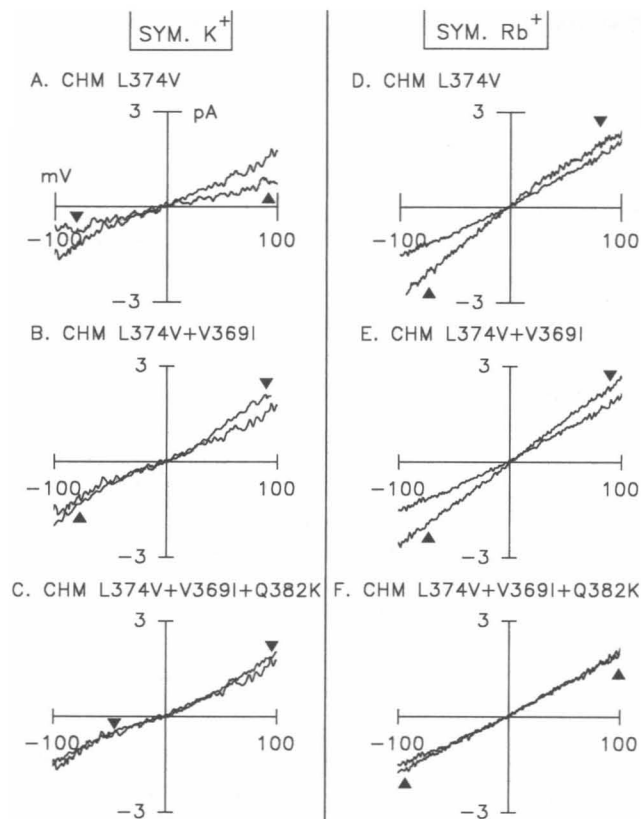 SYM. K+
SYM. Rb+
A. CHM L374V
3
pA
mV
-100
100
-3
B. CHM L374V+V369I
3
-100
100
-3
C. CHM L374V+V369I+Q382K
3
-100
100
-3
D. CHM L374V
3
-100
100
-3
E. CHM L374V+V369I
3
-100
100
-3
F. CHM L374V+V369I+Q382K
3
-100
100
-3